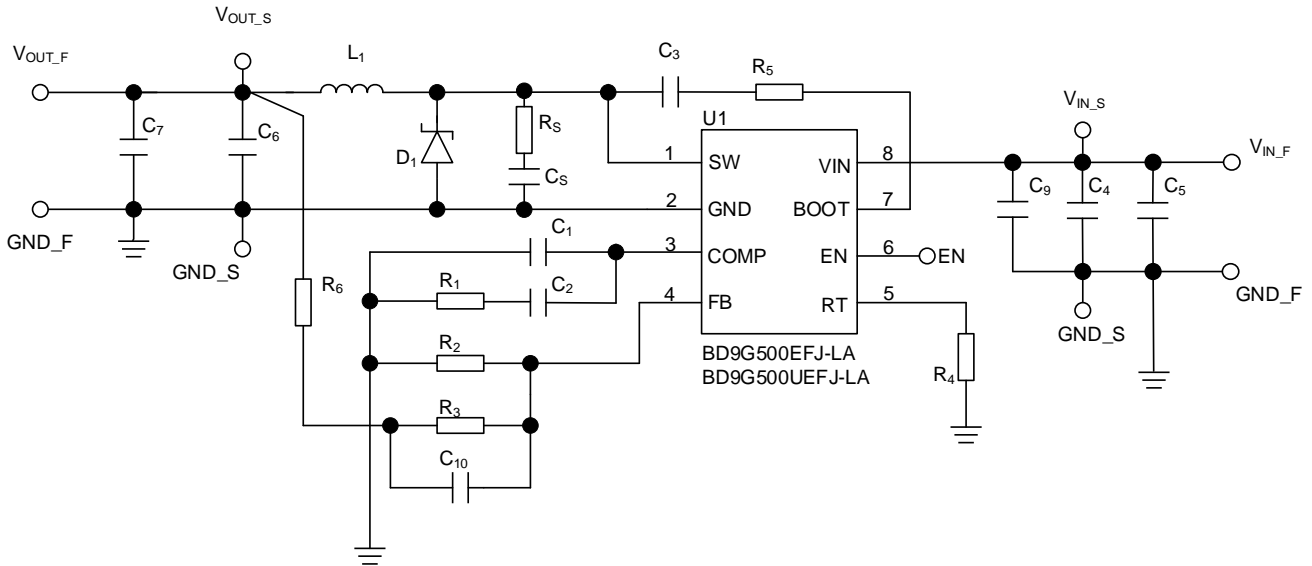 VOUT_S
VOUT_F
L1
C3
R5
U1
VIN_S
VIN_F
C7
C6
D1
RS
CS
1
SW
VIN
8
C9
C4
C5
2
GND
BOOT
7
GND_F
GND_S
C1
3
COMP
EN
6
EN
R6
R1
C2
4
FB
RT
5
GND_F
GND_S
R2
BD9G500EFJ-LA
BD9G500UEFJ-LA
R4
R3
C10